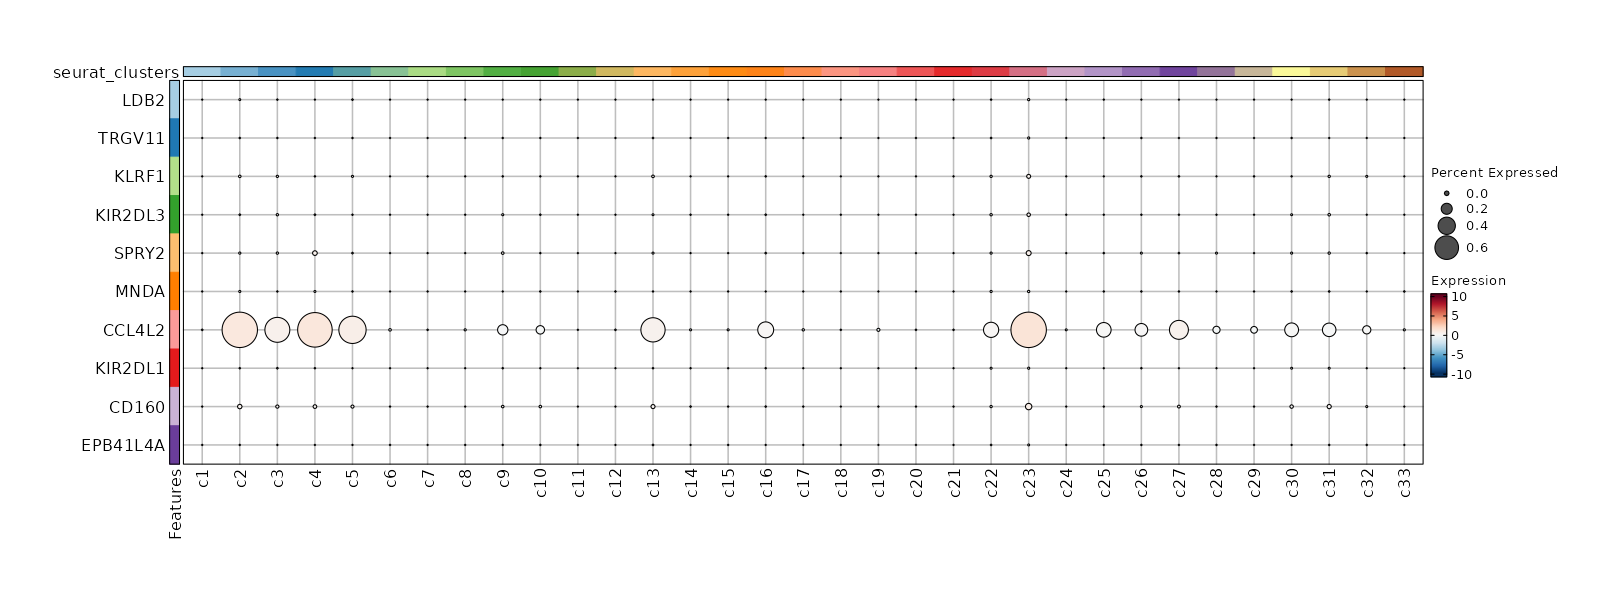 seurat_clusters
LDB2
TRGV11
KLRF1
KIR2DL3
SPRY2
MNDA
CCL4L2
KIR2DL1
CD160
EPB41L4A
Features
c1
c2
c3
c4
c5
c6
c7
c8
c9
c10
c11
c12
c13
c14
c15
c16
c17
c18
c19
c20
c21
c22
c23
c24
c25
c26
c27
c28
c29
c30
c31
c32
c33
Percent Expressed
0.0
0.2
0.4
0.6
Expression
10
5
0
-5
-10